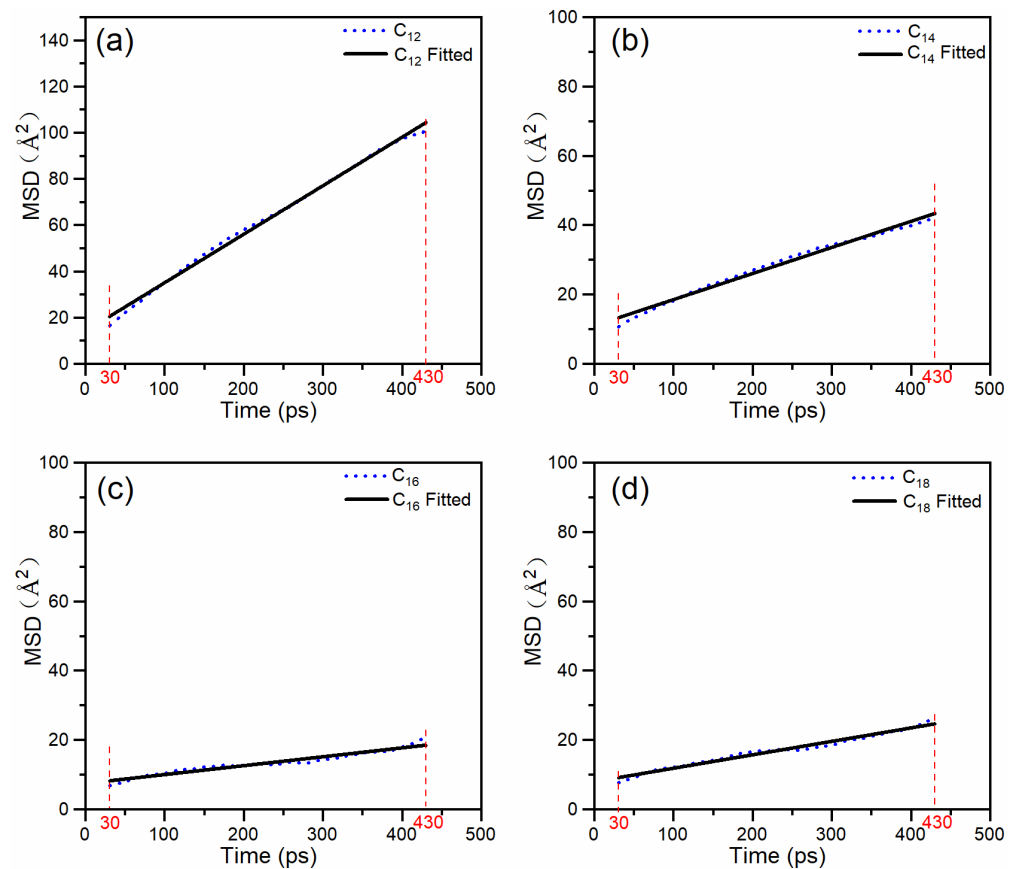 (a)
C₁₂
C₁₂ Fitted
MSD（Å²）
140
120
100
80
60
40
20
0
0 100 200 300 400 500
30 430
Time (ps)
(b)
C₁₄
C₁₄ Fitted
MSD（Å²）
100
80
60
40
20
0
0 100 200 300 400 500
30 430
Time (ps)
(c)
C₁₆
C₁₆ Fitted
MSD（Å²）
100
80
60
40
20
0
0 100 200 300 400 500
30 430
Time (ps)
(d)
C₁₈
C₁₈ Fitted
MSD（Å²）
100
80
60
40
20
0
0 100 200 300 400 500
30 430
Time (ps)